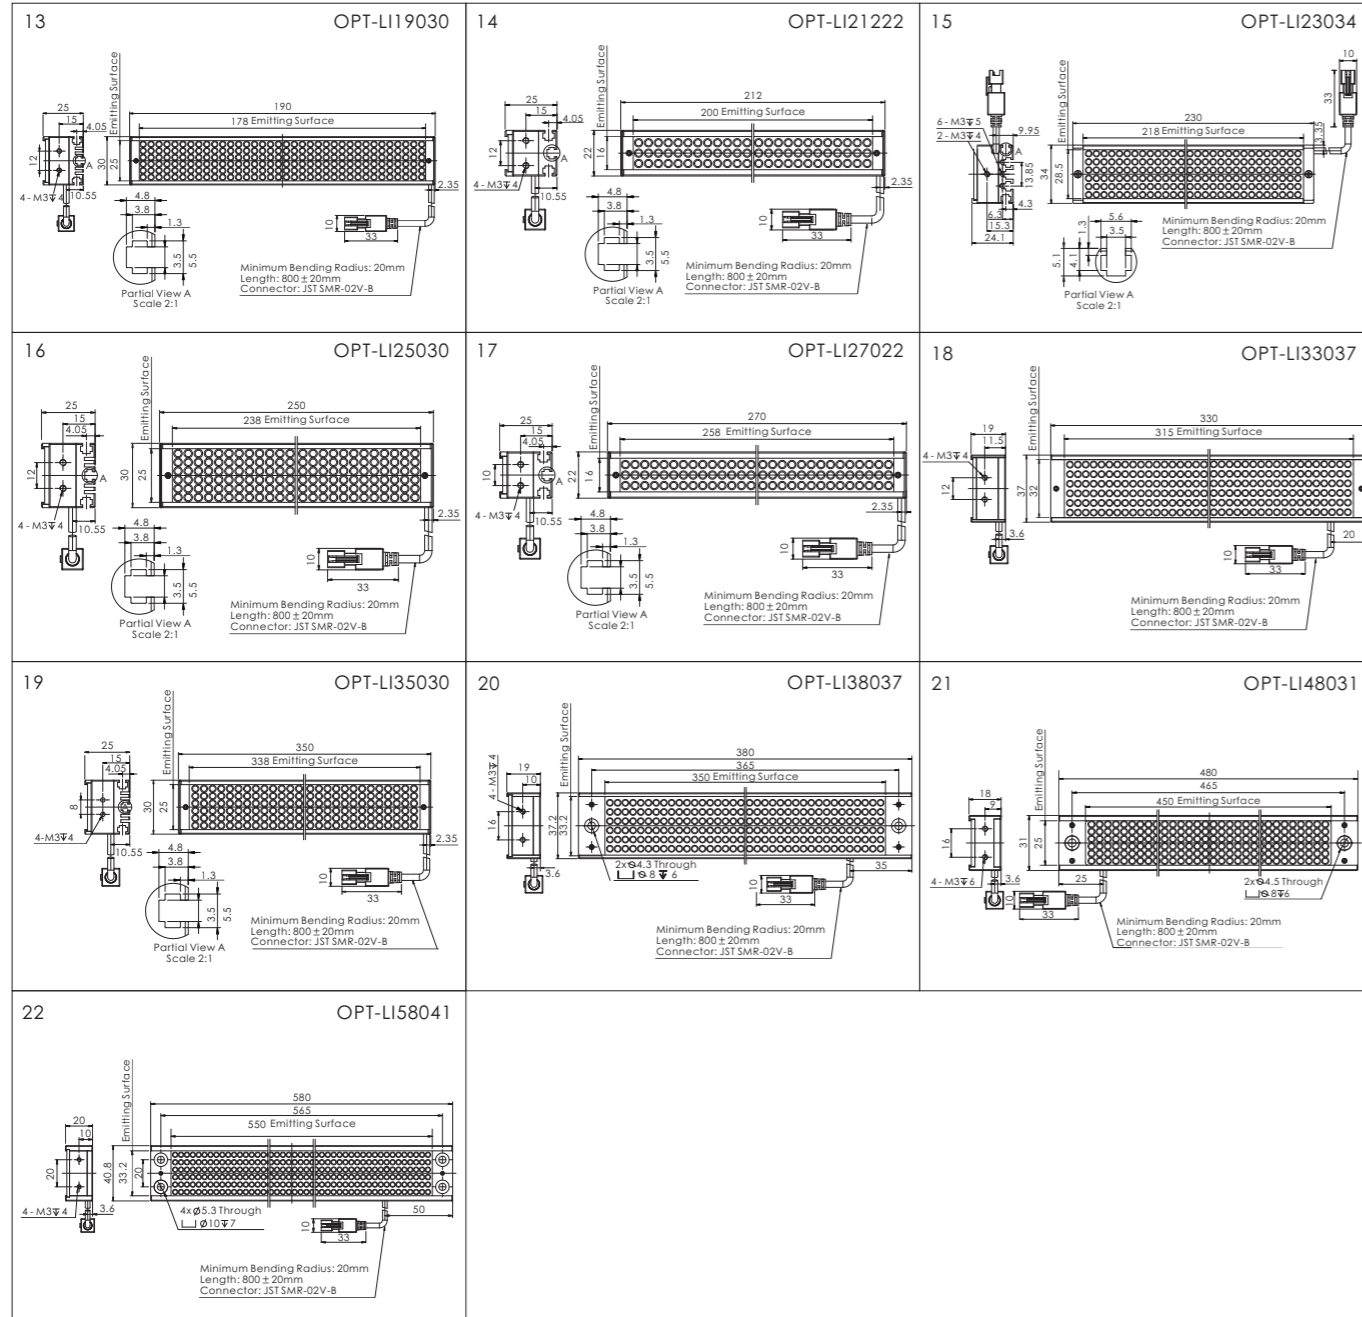 13 OPT-LI19030
Emitting Surface
190
178 Emitting Surface
25
15
4.05
12
30
25
A
4-M3↧4
10.55
2.35
4.8
3.8
1.3
3.5
5.5
10
33
Partial View A
Scale 2:1
Minimum Bending Radius: 20mm
Length: 800±20mm
Connector: JST SMR-02V-B
14 OPT-LI21222
Emitting Surface
212
200 Emitting Surface
25
15
4.05
12
22
16
A
4-M3↧4
10.55
2.35
4.8
3.8
1.3
3.5
5.5
10
33
Partial View A
Scale 2:1
Minimum Bending Radius: 20mm
Length: 800±20mm
Connector: JST SMR-02V-B
15 OPT-LI23034
Emitting Surface
10
33
3.35
230
218 Emitting Surface
6-M3↧5
2-M3↧4
9.95
A
13.85
34
28.5
4.3
6.3
15.3
24.1
5.6
3.5
1.3
5.1
4.1
Partial View A
Scale 2:1
Minimum Bending Radius: 20mm
Length: 800±20mm
Connector: JST SMR-02V-B
16 OPT-LI25030
Emitting Surface
250
238 Emitting Surface
25
15
4.05
12
30
25
A
4-M3↧4
10.55
2.35
4.8
3.8
1.3
3.5
5.5
10
33
Partial View A
Scale 2:1
Minimum Bending Radius: 20mm
Length: 800±20mm
Connector: JST SMR-02V-B
17 OPT-LI27022
Emitting Surface
270
258 Emitting Surface
25
15
4.05
10
22
16
A
4-M3↧4
10.55
2.35
4.8
3.8
1.3
3.5
5.5
10
33
Partial View A
Scale 2:1
Minimum Bending Radius: 20mm
Length: 800±20mm
Connector: JST SMR-02V-B
18 OPT-LI33037
Emitting Surface
330
315 Emitting Surface
19
11.5
4-M3↧4
12
37
32
3.6
20
10
33
Minimum Bending Radius: 20mm
Length: 800±20mm
Connector: JST SMR-02V-B
19 OPT-LI35030
Emitting Surface
350
338 Emitting Surface
25
15
4.05
8
30
25
4-M3↧4
10.55
2.35
4.8
3.8
1.3
3.5
5.5
10
33
Partial View A
Scale 2:1
Minimum Bending Radius: 20mm
Length: 800±20mm
Connector: JST SMR-02V-B
20 OPT-LI38037
Emitting Surface
380
365
350 Emitting Surface
4-M3↧4
19
10
16
37.2
33.2
3.6
2x⌀4.3 Through
⌴⌀8↧6
35
10
33
Minimum Bending Radius: 20mm
Length: 800±20mm
Connector: JST SMR-02V-B
21 OPT-LI48031
Emitting Surface
480
465
450 Emitting Surface
18
9
16
31
25
4-M3↧6
3.6
25
2x⌀4.5 Through
⌴⌀8↧6
10
33
Minimum Bending Radius: 20mm
Length: 800±20mm
Connector: JST SMR-02V-B
22 OPT-LI58041
Emitting Surface
580
565
550 Emitting Surface
20
10
20
40.8
33.2
20
4-M3↧4
3.6
4x⌀5.3 Through
⌴⌀10↧7
50
10
33
Minimum Bending Radius: 20mm
Length: 800±20mm
Connector: JST SMR-02V-B